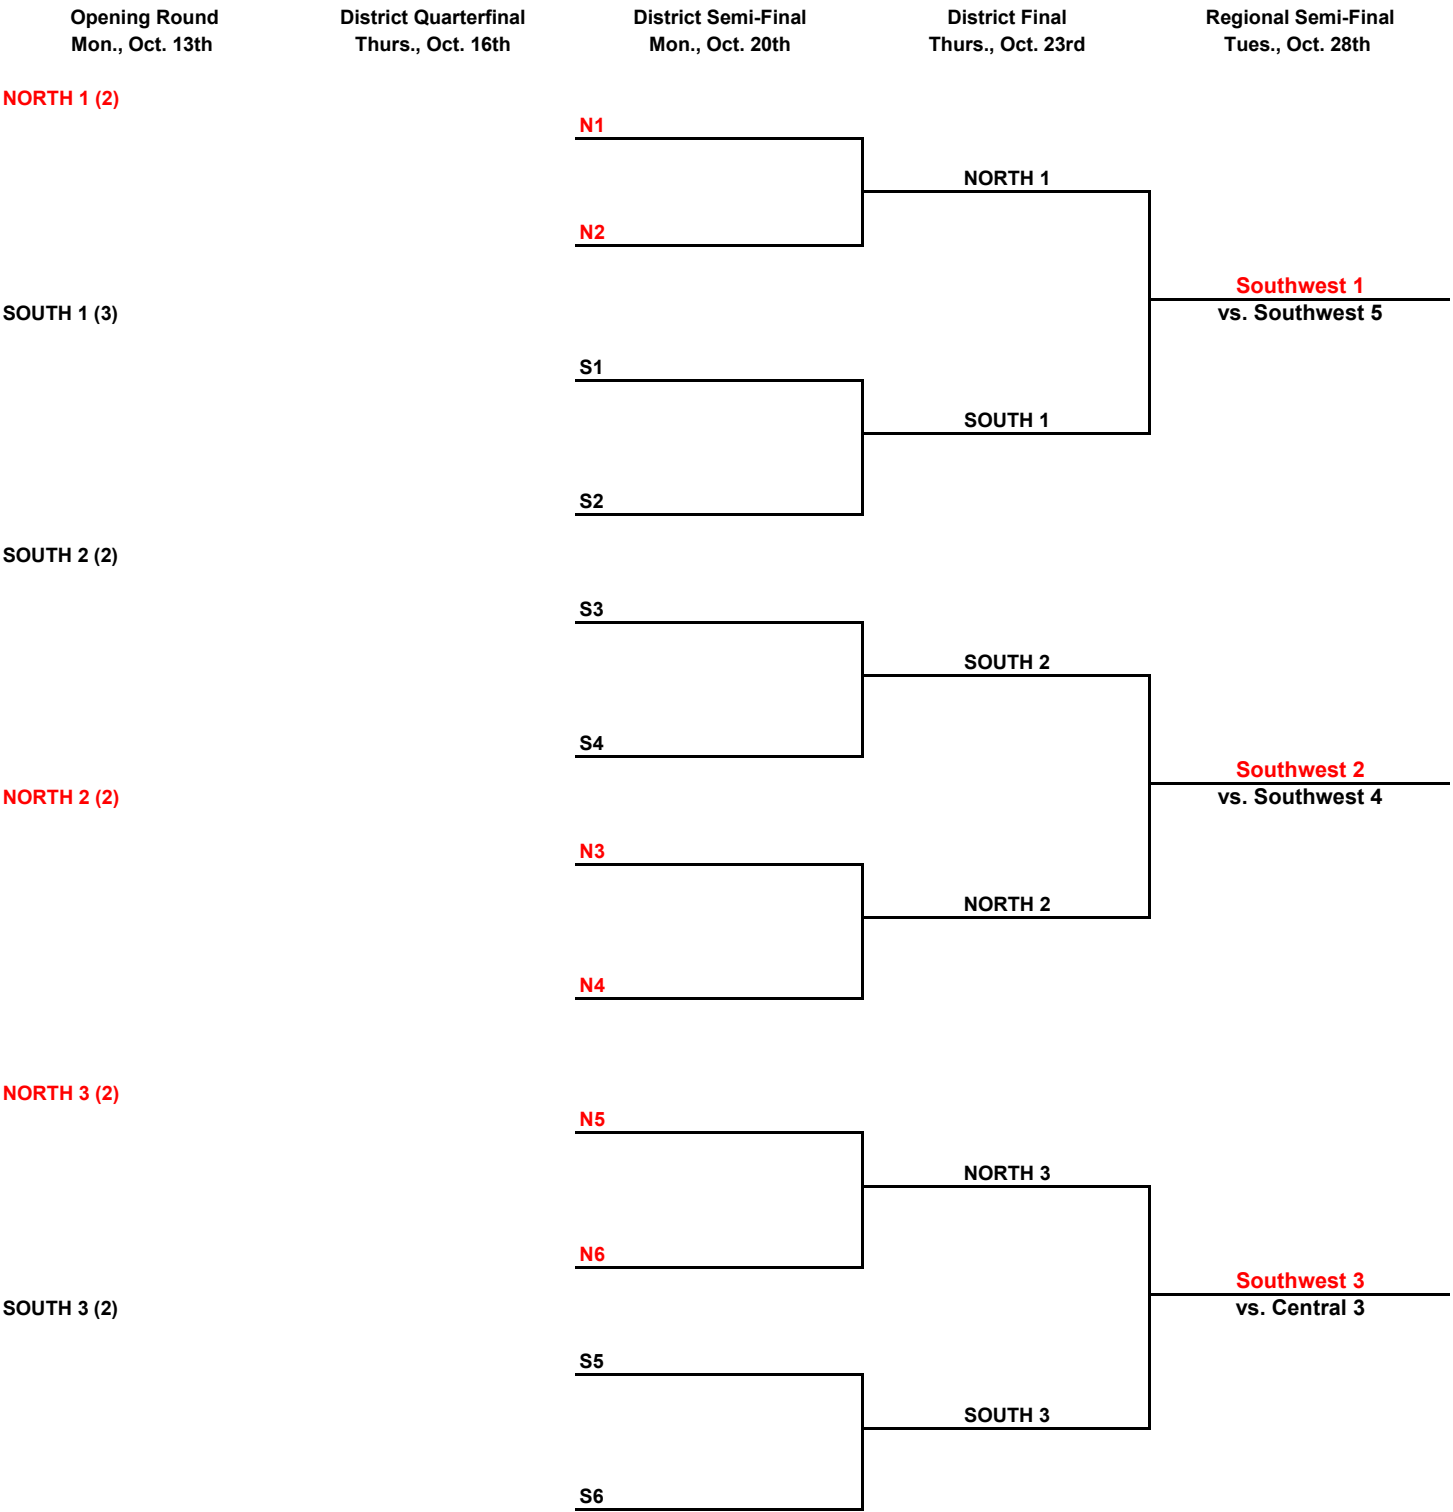 Opening Round
Mon., Oct. 13th
District Quarterfinal
Thurs., Oct. 16th
District Semi-Final
Mon., Oct. 20th
District Final
Thurs., Oct. 23rd
Regional Semi-Final
Tues., Oct. 28th
NORTH 1 (2)
N1
NORTH 1
N2
Southwest 1
vs. Southwest 5
SOUTH 1 (3)
S1
SOUTH 1
S2
SOUTH 2 (2)
S3
SOUTH 2
S4
Southwest 2
vs. Southwest 4
NORTH 2 (2)
N3
NORTH 2
N4
NORTH 3 (2)
N5
NORTH 3
N6
Southwest 3
vs. Central 3
SOUTH 3 (2)
S5
SOUTH 3
S6